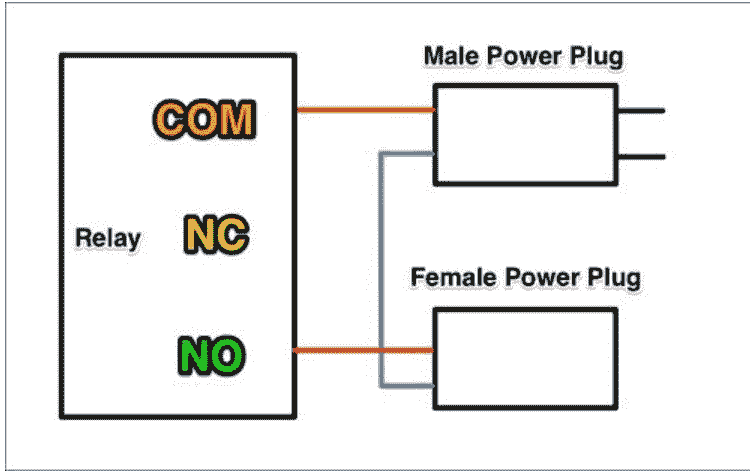 Male Power Plug
COM
Relay
NC
Female Power Plug
NO